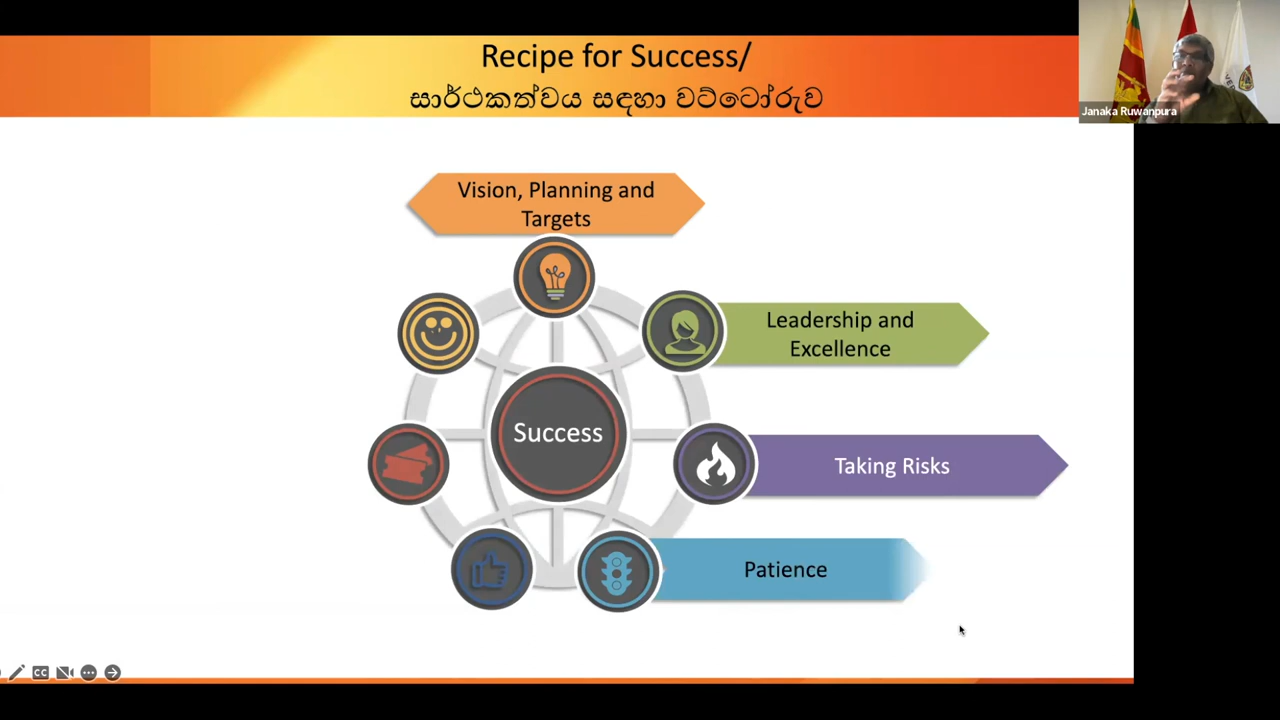 Recipe for Success/
සාර්ථකත්වය සඳහා වට්ටෝරුව
Janaka Ruwanpura
Vision, Planning and
Targets
Leadership and
Excellence
Success
Taking Risks
Patience
CC